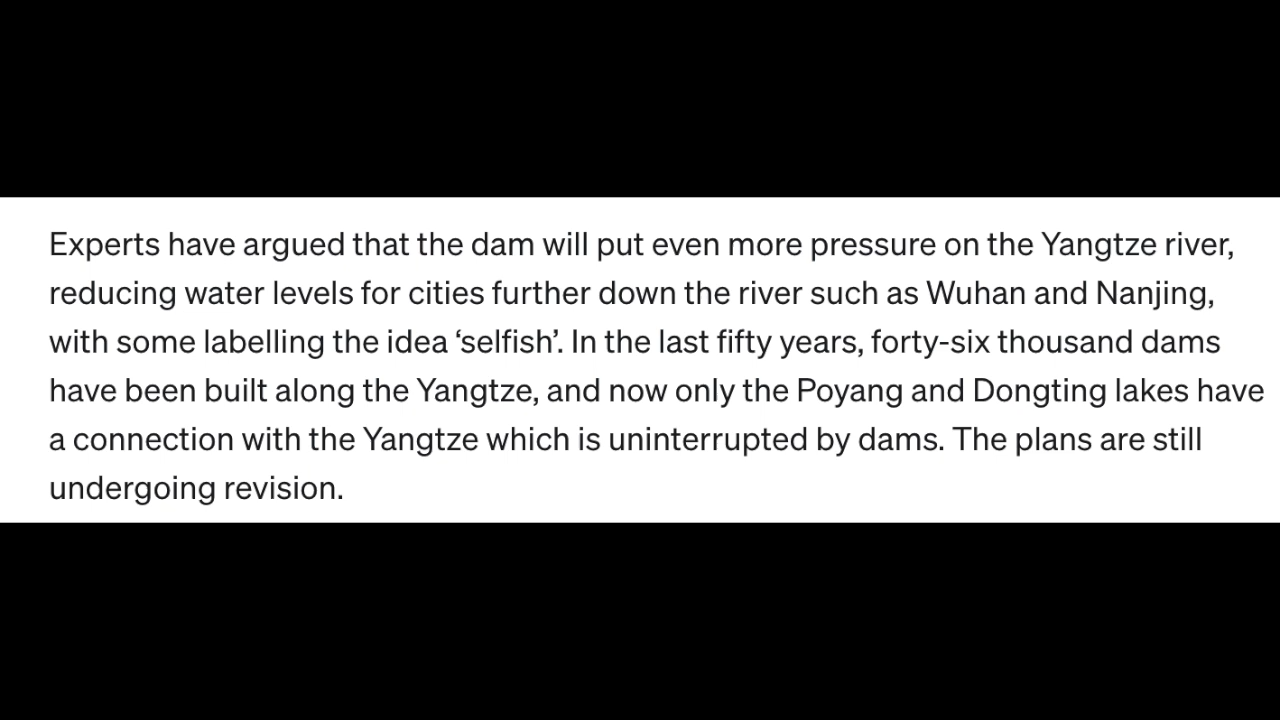 Experts have argued that the dam will put even more pressure on the Yangtze river,
reducing water levels for cities further down the river such as Wuhan and Nanjing,
with some labelling the idea ‘selfish’. In the last fifty years, forty-six thousand dams
have been built along the Yangtze, and now only the Poyang and Dongting lakes have
a connection with the Yangtze which is uninterrupted by dams. The plans are still
undergoing revision.